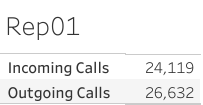 Rep01
Incoming Calls 24,119
Outgoing Calls 26,632